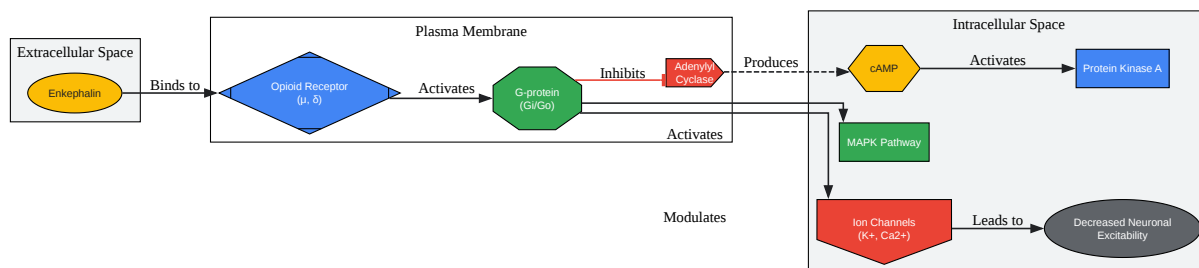 Extracellular Space
Enkephalin
Binds to
Plasma Membrane
Opioid Receptor
(μ, δ)
Activates
G-protein
(Gi/Go)
Inhibits
Adenylyl
Cyclase
Produces
Activates
Modulates
Intracellular Space
cAMP
Activates
Protein Kinase A
MAPK Pathway
Ion Channels
(K+, Ca2+)
Leads to
Decreased Neuronal
Excitability